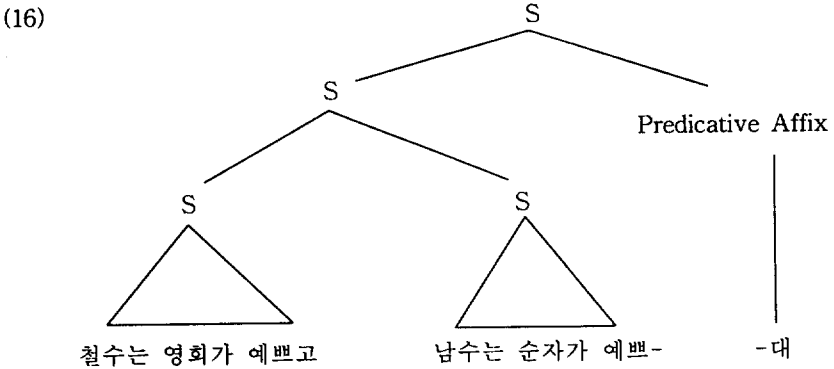 (16)
S
S
Predicative Affix
S S
철수는 영희가 예쁘고 남수는 순자가 예쁘- -대